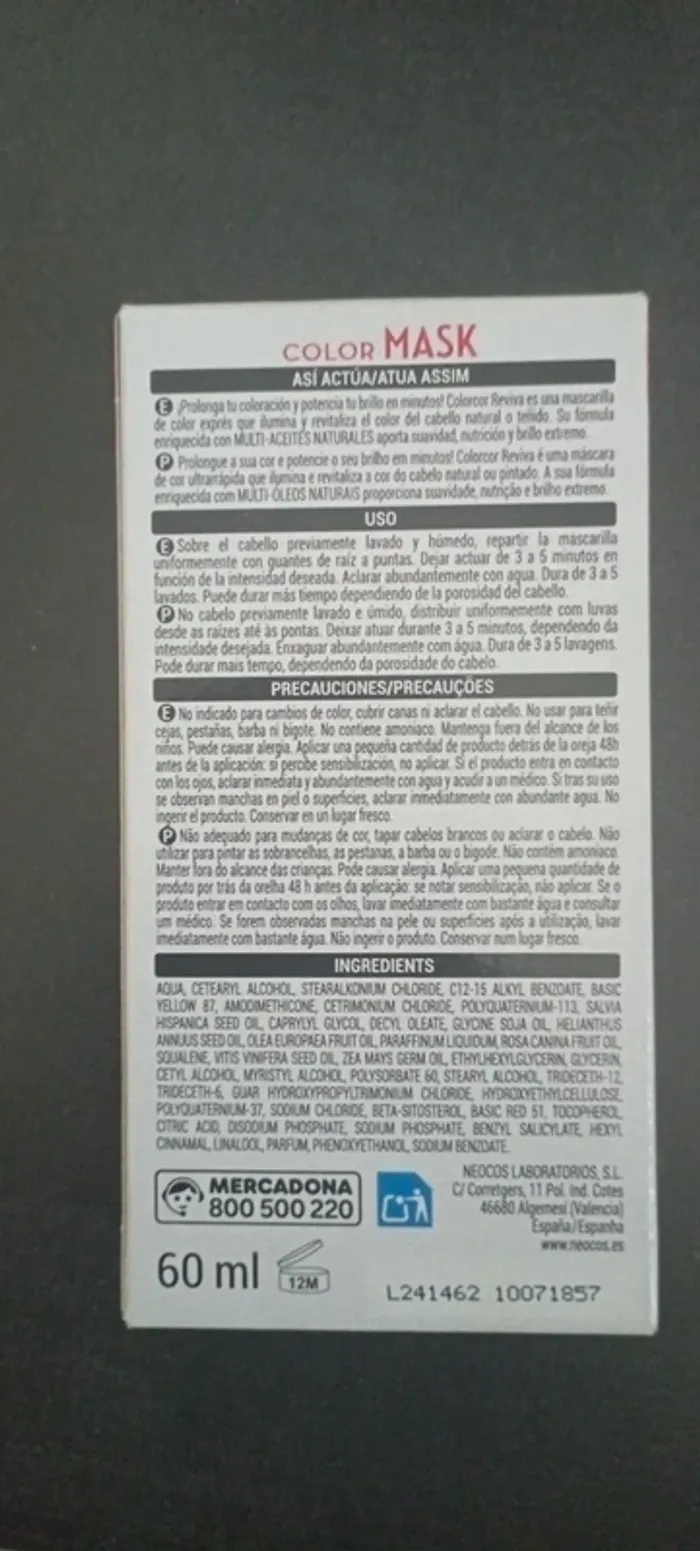 COLOR MASK
ASÍ ACTÚA/ATUA ASSIM
E ¡Prolonga tu coloración y potencia tu brillo en minutos! Colorcor Reviva es una mascarilla
de color exprés que ilumina y revitaliza el color del cabello natural o teñido. Su fórmula
enriquecida con MULTI-ACEITES NATURALES aporta suavidad, nutrición y brillo extremo.
P Prolongue a sua cor e potencie o seu brilho em minutos! Colorcor Reviva é uma máscara
de cor ultrarrápida que ilumina e revitaliza a cor do cabelo natural ou pintado. A sua fórmula
enriquecida com MULTI-ÓLEOS NATURAIS proporciona suavidade, nutrição e brilho extremo.
USO
E Sobre el cabello previamente lavado y húmedo, repartir la mascarilla
uniformemente con guantes de raíz a puntas. Dejar actuar de 3 a 5 minutos en
función de la intensidad deseada. Aclarar abundantemente con agua. Dura de 3 a 5
lavados. Puede durar más tiempo dependiendo de la porosidad del cabello.
P No cabelo previamente lavado e úmido, distribuir uniformemente com luvas
desde as raízes até às pontas. Deixar atuar durante 3 a 5 minutos, dependendo da
intensidade desejada. Enxaguar abundantemente com água. Dura de 3 a 5 lavagens.
Pode durar mais tempo, dependendo da porosidade do cabelo.
PRECAUCIONES/PRECAUÇÕES
E No indicado para cambios de color, cubrir canas ni aclarar el cabello. No usar para teñir
cejas, pestañas, barba ni bigote. No contiene amoniaco. Mantenga fuera del alcance de los
niños. Puede causar alergia. Aplicar una pequeña cantidad de producto detrás de la oreja 48h
antes de la aplicación: si percibe sensibilización, no aplicar. Si el producto entra en contacto
con los ojos, aclarar inmediata y abundantemente con agua y acudir a un médico. Si tras su uso
se observan manchas en piel o superficies, aclarar inmediatamente con abundante agua. No
ingerir el producto. Conservar en un lugar fresco.
P Não adequado para mudanças de cor, tapar cabelos brancos ou aclarar o cabelo. Não
utilizar para pintar as sobrancelhas, as pestanas, a barba ou o bigode. Não contém amoníaco.
Manter fora do alcance das crianças. Pode causar alergia. Aplicar uma pequena quantidade de
produto por trás da orelha 48 h antes da aplicação: se notar sensibilização, não aplicar. Se o
produto entrar em contacto com os olhos, lavar imediatamente com bastante água e consultar
um médico. Se forem observadas manchas na pele ou superfícies após a utilização, lavar
imediatamente com bastante água. Não ingerir o produto. Conservar num lugar fresco.
INGREDIENTS
AQUA, CETEARYL ALCOHOL, STEARALKONIUM CHLORIDE, C12-15 ALKYL BENZOATE, BASIC
YELLOW 87, AMODIMETHICONE, CETRIMONIUM CHLORIDE, POLYQUATERNIUM-113, SALVIA
HISPANICA SEED OIL, CAPRYLYL GLYCOL, DECYL OLEATE, GLYCINE SOJA OIL, HELIANTHUS
ANNUUS SEED OIL, OLEA EUROPAEA FRUIT OIL, PARAFFINUM LIQUIDUM, ROSA CANINA FRUIT OIL,
SQUALENE, VITIS VINIFERA SEED OIL, ZEA MAYS GERM OIL, ETHYLHEXYLGLYCERIN, GLYCERIN,
CETYL ALCOHOL, MYRISTYL ALCOHOL, POLYSORBATE 60, STEARYL ALCOHOL, TRIDECETH-12,
TRIDECETH-6, GUAR HYDROXYPROPYLTRIMONIUM CHLORIDE, HYDROXYETHYLCELLULOSE,
POLYQUATERNIUM-37, SODIUM CHLORIDE, BETA-SITOSTEROL, BASIC RED 51, TOCOPHEROL,
CITRIC ACID, DISODIUM PHOSPHATE, SODIUM PHOSPHATE, BENZYL SALICYLATE, HEXYL
CINNAMAL, LINALOOL, PARFUM, PHENOXYETHANOL, SODIUM BENZOATE.
MERCADONA
800 500 220
NEOCOS LABORATORIOS, S.L.
C/ Corretgers, 11 Pol. Ind. Cotes
46680 Algemesí (Valencia)
España/Espanha
www.neocos.es
60 ml
12M
L241462 10071857